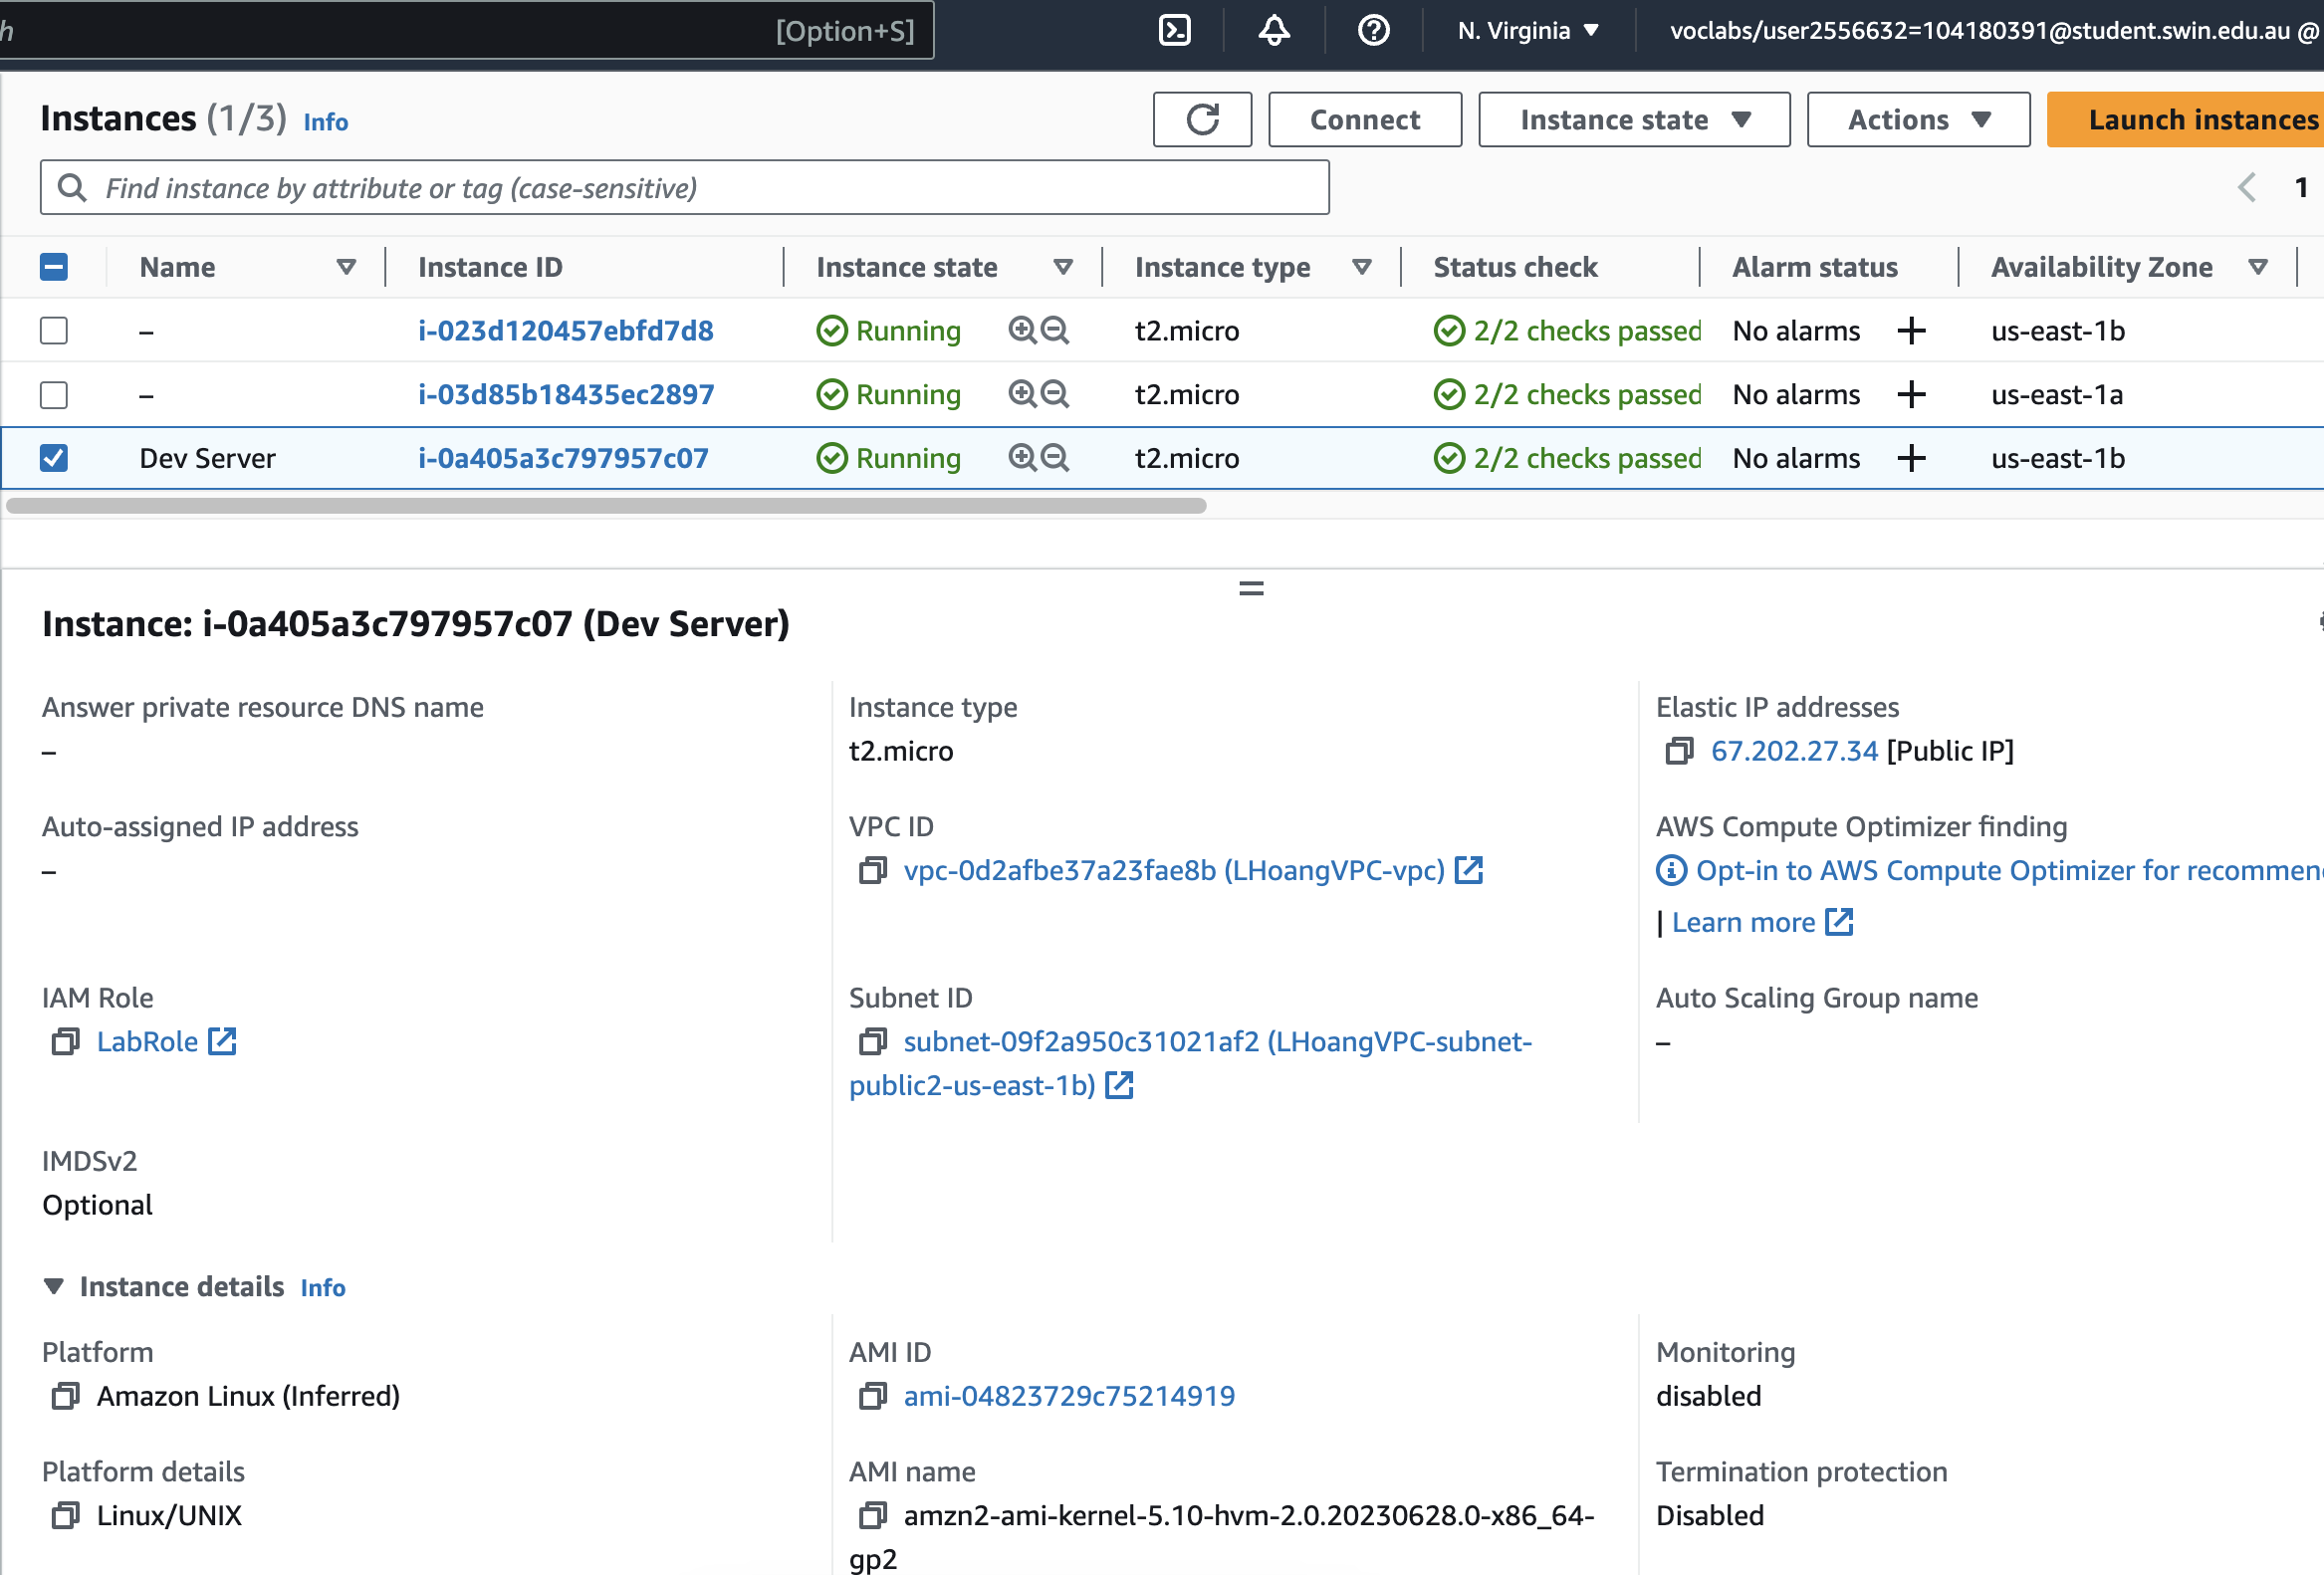 h [Option+S] N. Virginia ▼ voclabs/user2556632=104180391@student.swin.edu.au @
Instances (1/3) Info Connect Instance state ▼ Actions ▼ Launch instances
Find instance by attribute or tag (case-sensitive) 1
Name Instance ID Instance state Instance type Status check Alarm status Availability Zone
– i-023d120457ebfd7d8 Running t2.micro 2/2 checks passed No alarms + us-east-1b
– i-03d85b18435ec2897 Running t2.micro 2/2 checks passed No alarms + us-east-1a
Dev Server i-0a405a3c797957c07 Running t2.micro 2/2 checks passed No alarms + us-east-1b
Instance: i-0a405a3c797957c07 (Dev Server)
Answer private resource DNS name Instance type Elastic IP addresses
– t2.micro 67.202.27.34 [Public IP]
Auto-assigned IP address VPC ID AWS Compute Optimizer finding
– vpc-0d2afbe37a23fae8b (LHoangVPC-vpc) Opt-in to AWS Compute Optimizer for recommen
| Learn more
IAM Role Subnet ID Auto Scaling Group name
LabRole subnet-09f2a950c31021af2 (LHoangVPC-subnet- –
public2-us-east-1b)
IMDSv2
Optional
▼ Instance details Info
Platform AMI ID Monitoring
Amazon Linux (Inferred) ami-04823729c75214919 disabled
Platform details AMI name Termination protection
Linux/UNIX amzn2-ami-kernel-5.10-hvm-2.0.20230628.0-x86_64- Disabled
gp2